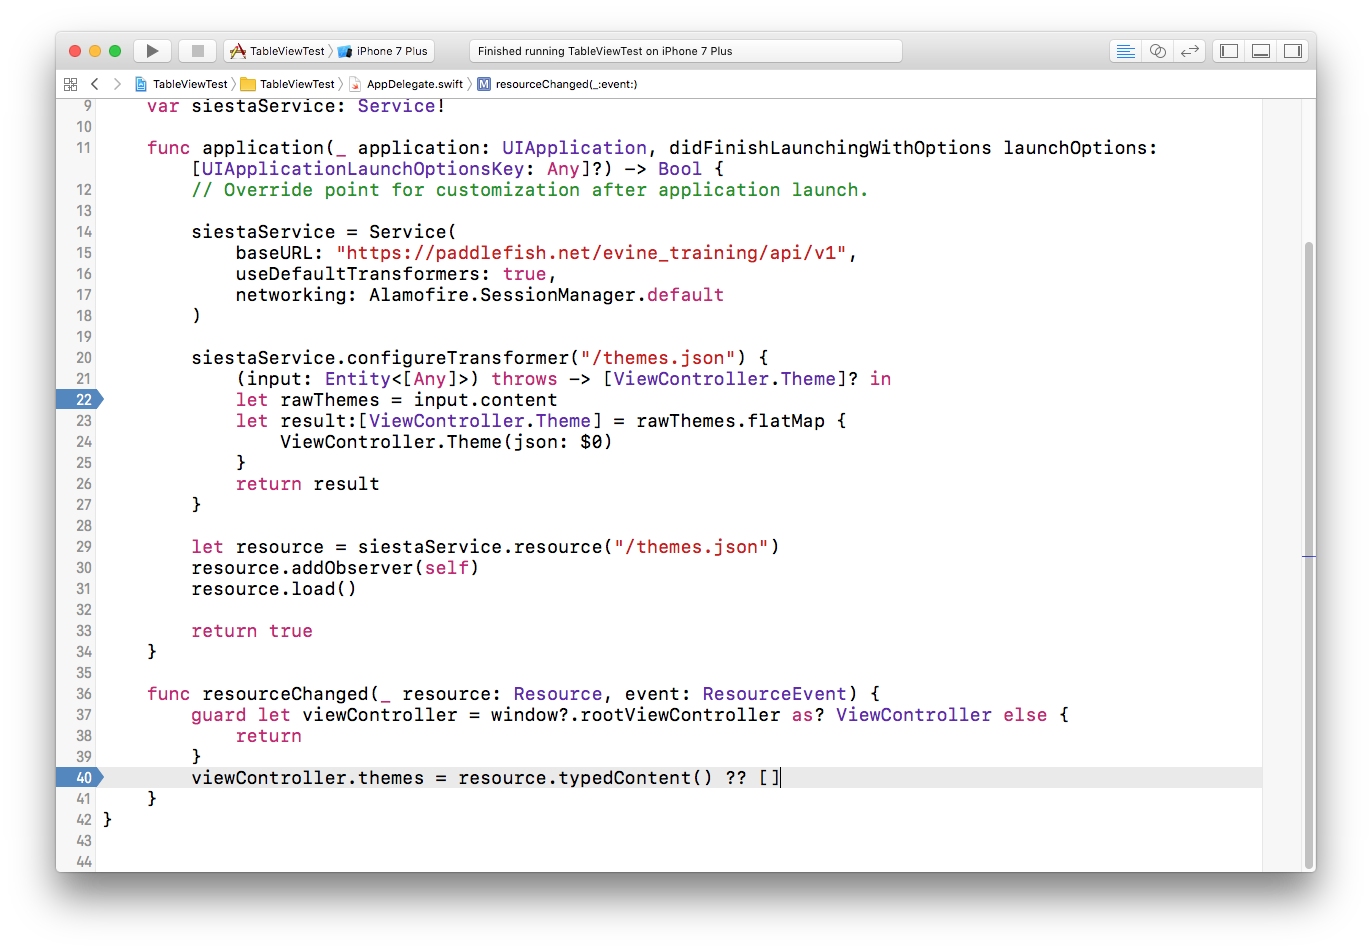 TableViewTest iPhone 7 Plus Finished running TableViewTest on iPhone 7 Plus
TableViewTest TableViewTest AppDelegate.swift M resourceChanged(_:event:)
9 var siestaService: Service!
10
11 func application(_ application: UIApplication, didFinishLaunchingWithOptions launchOptions:
[UIApplicationLaunchOptionsKey: Any]?) -> Bool {
12 // Override point for customization after application launch.
13
14 siestaService = Service(
15 baseURL: "https://paddlefish.net/evine_training/api/v1",
16 useDefaultTransformers: true,
17 networking: Alamofire.SessionManager.default
18 )
19
20 siestaService.configureTransformer("/themes.json") {
21 (input: Entity<[Any]>) throws -> [ViewController.Theme]? in
22 let rawThemes = input.content
23 let result:[ViewController.Theme] = rawThemes.flatMap {
24 ViewController.Theme(json: $0)
25 }
26 return result
27 }
28
29 let resource = siestaService.resource("/themes.json")
30 resource.addObserver(self)
31 resource.load()
32
33 return true
34 }
35
36 func resourceChanged(_ resource: Resource, event: ResourceEvent) {
37 guard let viewController = window?.rootViewController as? ViewController else {
38 return
39 }
40 viewController.themes = resource.typedContent() ?? []
41 }
42 }
43
44